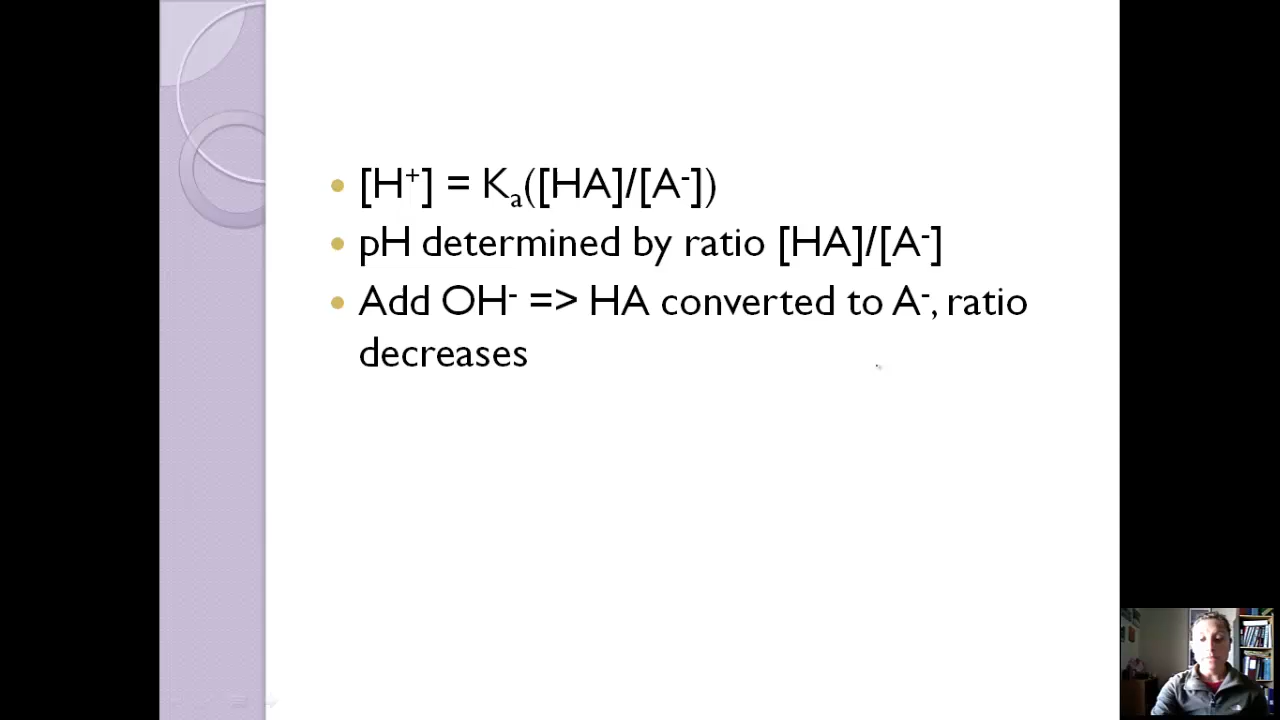 [H⁺] = Kₐ([HA]/[A⁻])
pH determined by ratio [HA]/[A⁻]
Add OH⁻ => HA converted to A⁻, ratio
decreases